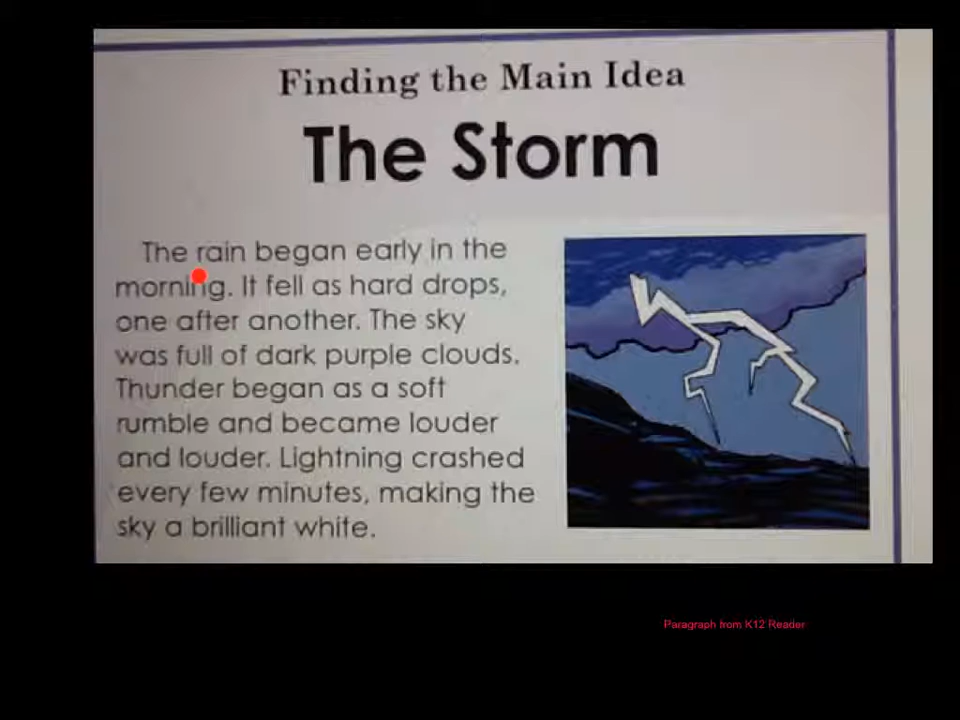 Finding the Main Idea
The Storm
The rain began early in the
morning. It fell as hard drops,
one after another. The sky
was full of dark purple clouds.
Thunder began as a soft
rumble and became louder
and louder. Lightning crashed
every few minutes, making the
sky a brilliant white.
Paragraph from K12 Reader